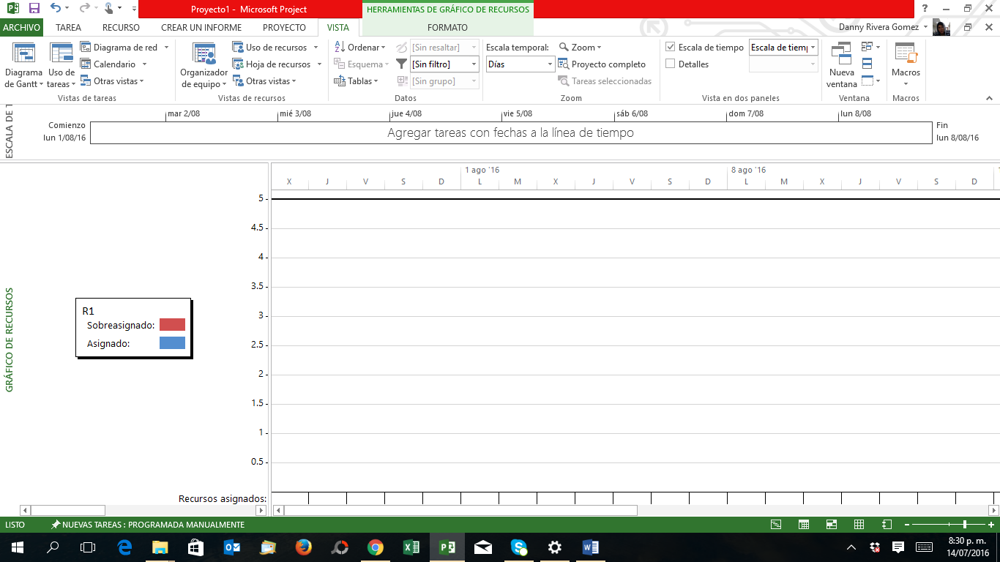 Proyecto1 - Microsoft Project
HERRAMIENTAS DE GRÁFICO DE RECURSOS
?
ARCHIVO TAREA RECURSO CREAR UN INFORME PROYECTO VISTA FORMATO
Danny Rivera Gomez
Diagrama de Gantt
Uso de tareas
Diagrama de red
Calendario
Otras vistas
Vistas de tareas
Organizador de equipo
Uso de recursos
Hoja de recursos
Otras vistas
Vistas de recursos
Ordenar
Esquema
Tablas
[Sin resaltar]
[Sin filtro]
[Sin grupo]
Datos
Escala temporal:
Días
Zoom
Proyecto completo
Tareas seleccionadas
Zoom
Escala de tiempo
Escala de tiem
Detalles
Vista en dos paneles
Nueva ventana
Ventana
Macros
Macros
ESCALA DE T
mar 2/08 mié 3/08 jue 4/08 vie 5/08 sáb 6/08 dom 7/08 lun 8/08
Comienzo
lun 1/08/16
Agregar tareas con fechas a la línea de tiempo
Fin
lun 8/08/16
1 ago '16 8 ago '16
X J V S D L M X J V S D L M X J V S D
5
4.5
4
3.5
3
2.5
2
1.5
1
0.5
GRÁFICO DE RECURSOS
R1
Sobreasignado:
Asignado:
Recursos asignados:
LISTO NUEVAS TAREAS : PROGRAMADA MANUALMENTE
8:30 p. m.
14/07/2016